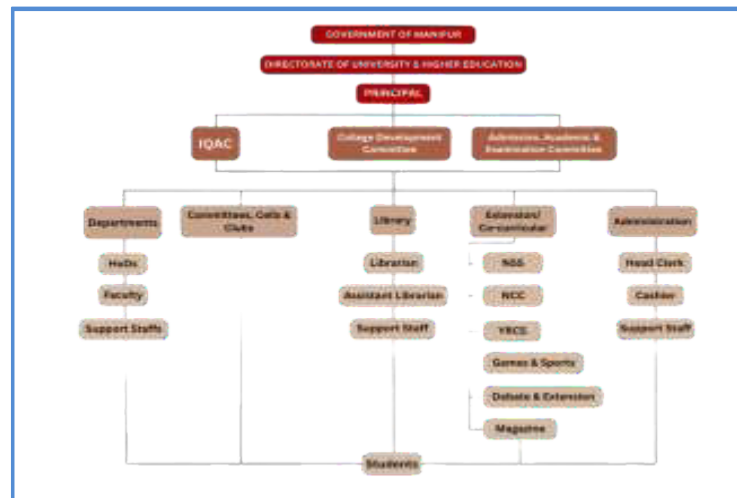 GOVERNMENT OF MANIPUR
DIRECTORATE OF UNIVERSITY & HIGHER EDUCATION
PRINCIPAL
IQAC
College Development
Committee
Admission, Academic &
Examination Committee
Departments
Committees, Cells &
Clubs
Library
Extension/
Co-curricular
Administration
HoDs
Librarian
NSS
Head Clerk
Faculty
Assistant Librarian
NCC
Cashier
Support Staffs
Support Staff
YRCS
Support Staff
Games & Sports
Debate & Extension
Magazine
Students